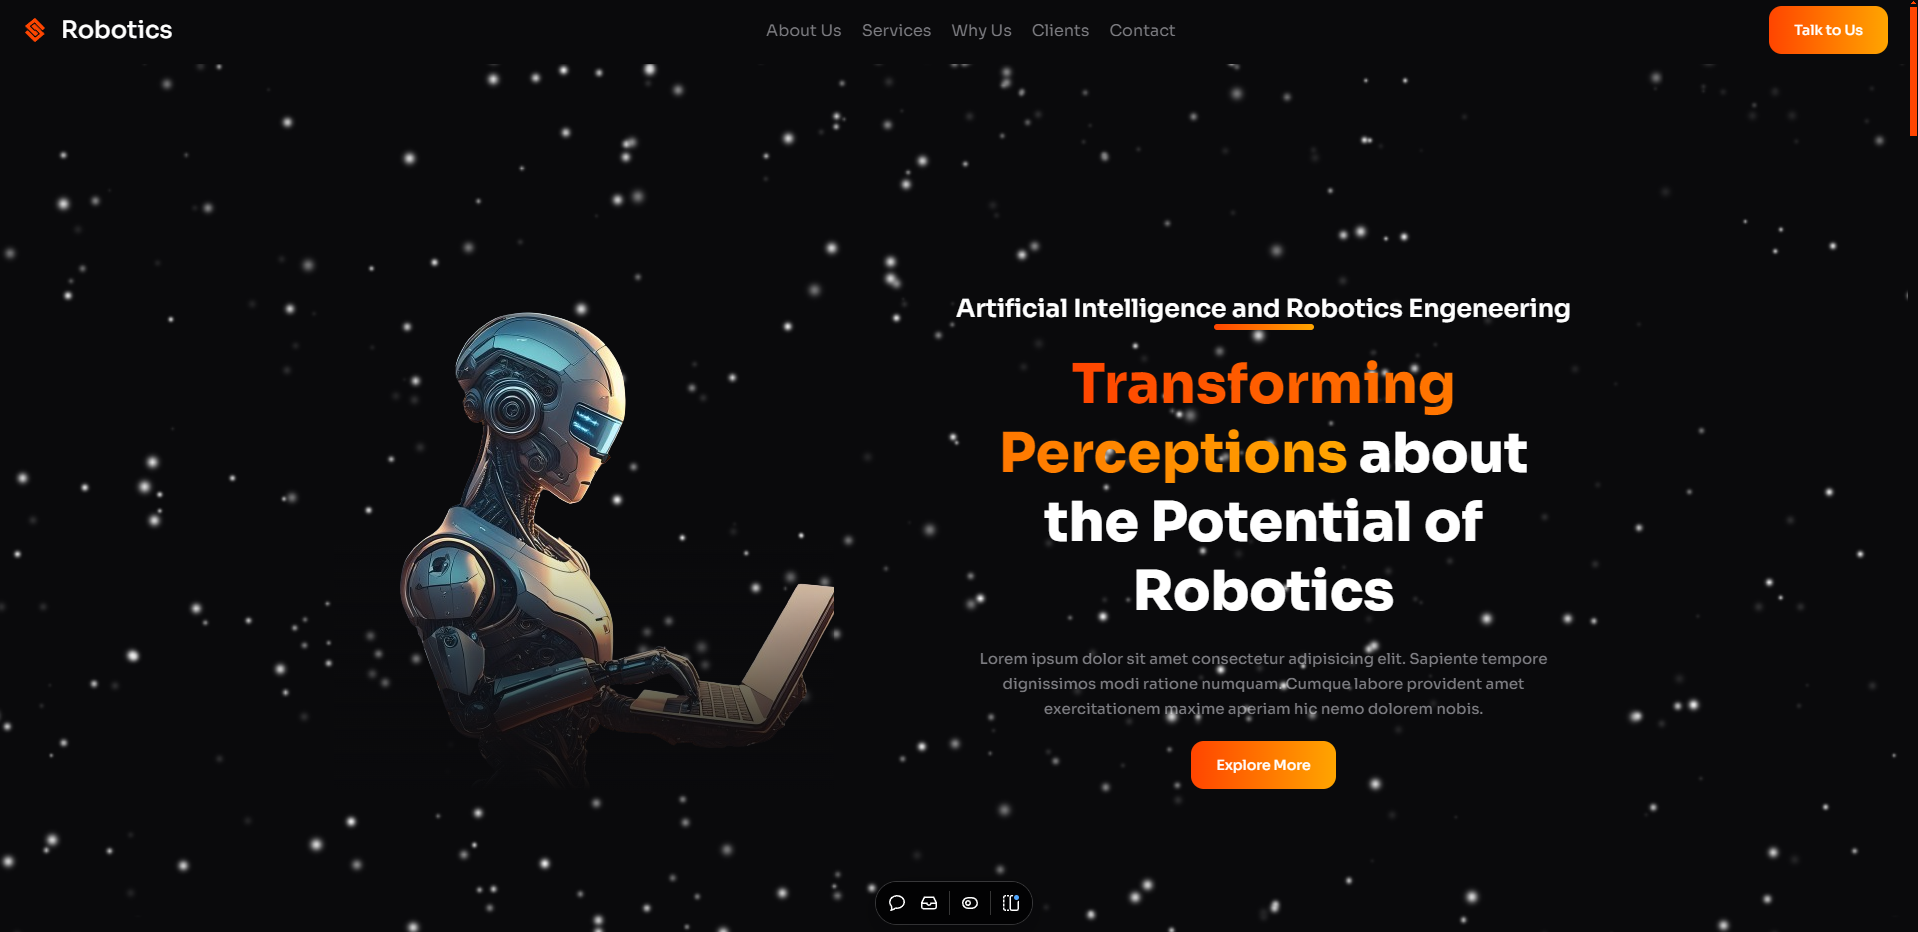 Robotics
About Us
Services
Why Us
Clients
Contact
Talk to Us
Artificial Intelligence and Robotics Engeneering
Transforming
Perceptions about
the Potential of
Robotics
Lorem ipsum dolor sit amet consectetur adipisicing elit. Sapiente tempore
dignissimos modi ratione numquam. Cumque labore provident amet
exercitationem maxime aperiam hic nemo dolorem nobis.
Explore More